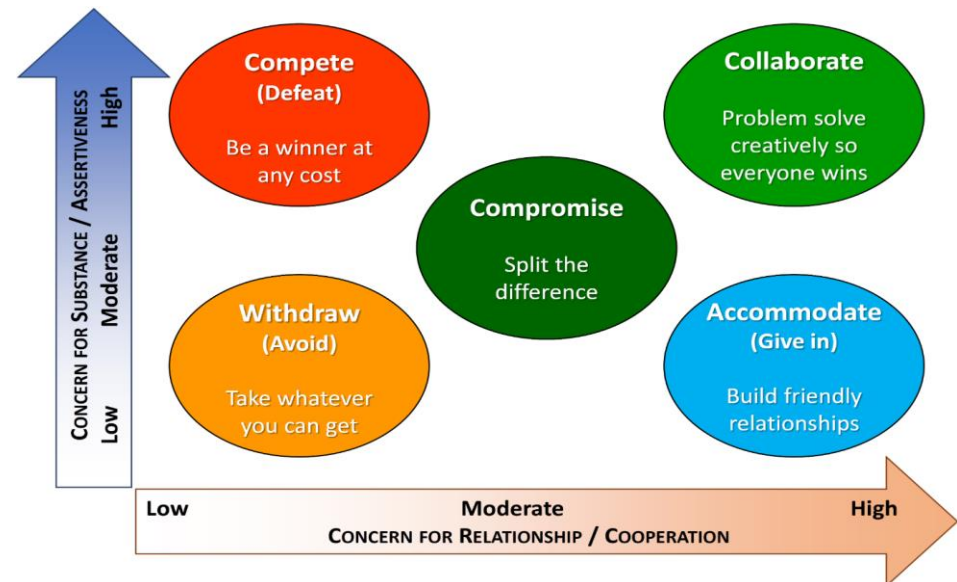 Compete
(Defeat)
Be a winner at
any cost
Collaborate
Problem solve
creatively so
everyone wins
Compromise
Split the
difference
Withdraw
(Avoid)
Take whatever
you can get
Accommodate
(Give in)
Build friendly
relationships
CONCERN FOR SUBSTANCE / ASSERTIVENESS
Low Moderate High
Low Moderate High
CONCERN FOR RELATIONSHIP / COOPERATION